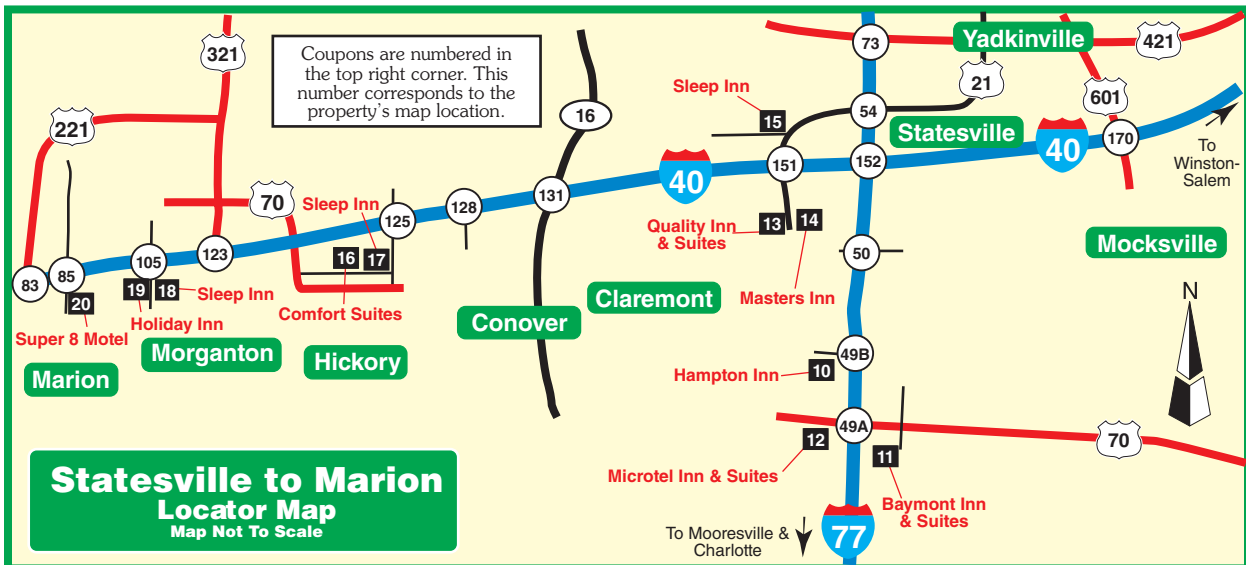 321
Coupons are numbered in
the top right corner. This
number corresponds to the
property's map location.
221
16
73
Yadkinville
421
21
601
Sleep Inn
15
54
Statesville
40
170
To
Winston-
Salem
151
152
40
70
Sleep Inn
125
128
131
Quality Inn
& Suites
13
14
Masters Inn
50
Mocksville
83
85
105
123
16
17
Comfort Suites
20
Super 8 Motel
19
18
Sleep Inn
Holiday Inn
Marion
Morganton
Hickory
Conover
Claremont
N
49B
Hampton Inn
10
49A
12
Microtel Inn & Suites
11
Baymont Inn
& Suites
70
Statesville to Marion
Locator Map
Map Not To Scale
To Mooresville &
Charlotte
77